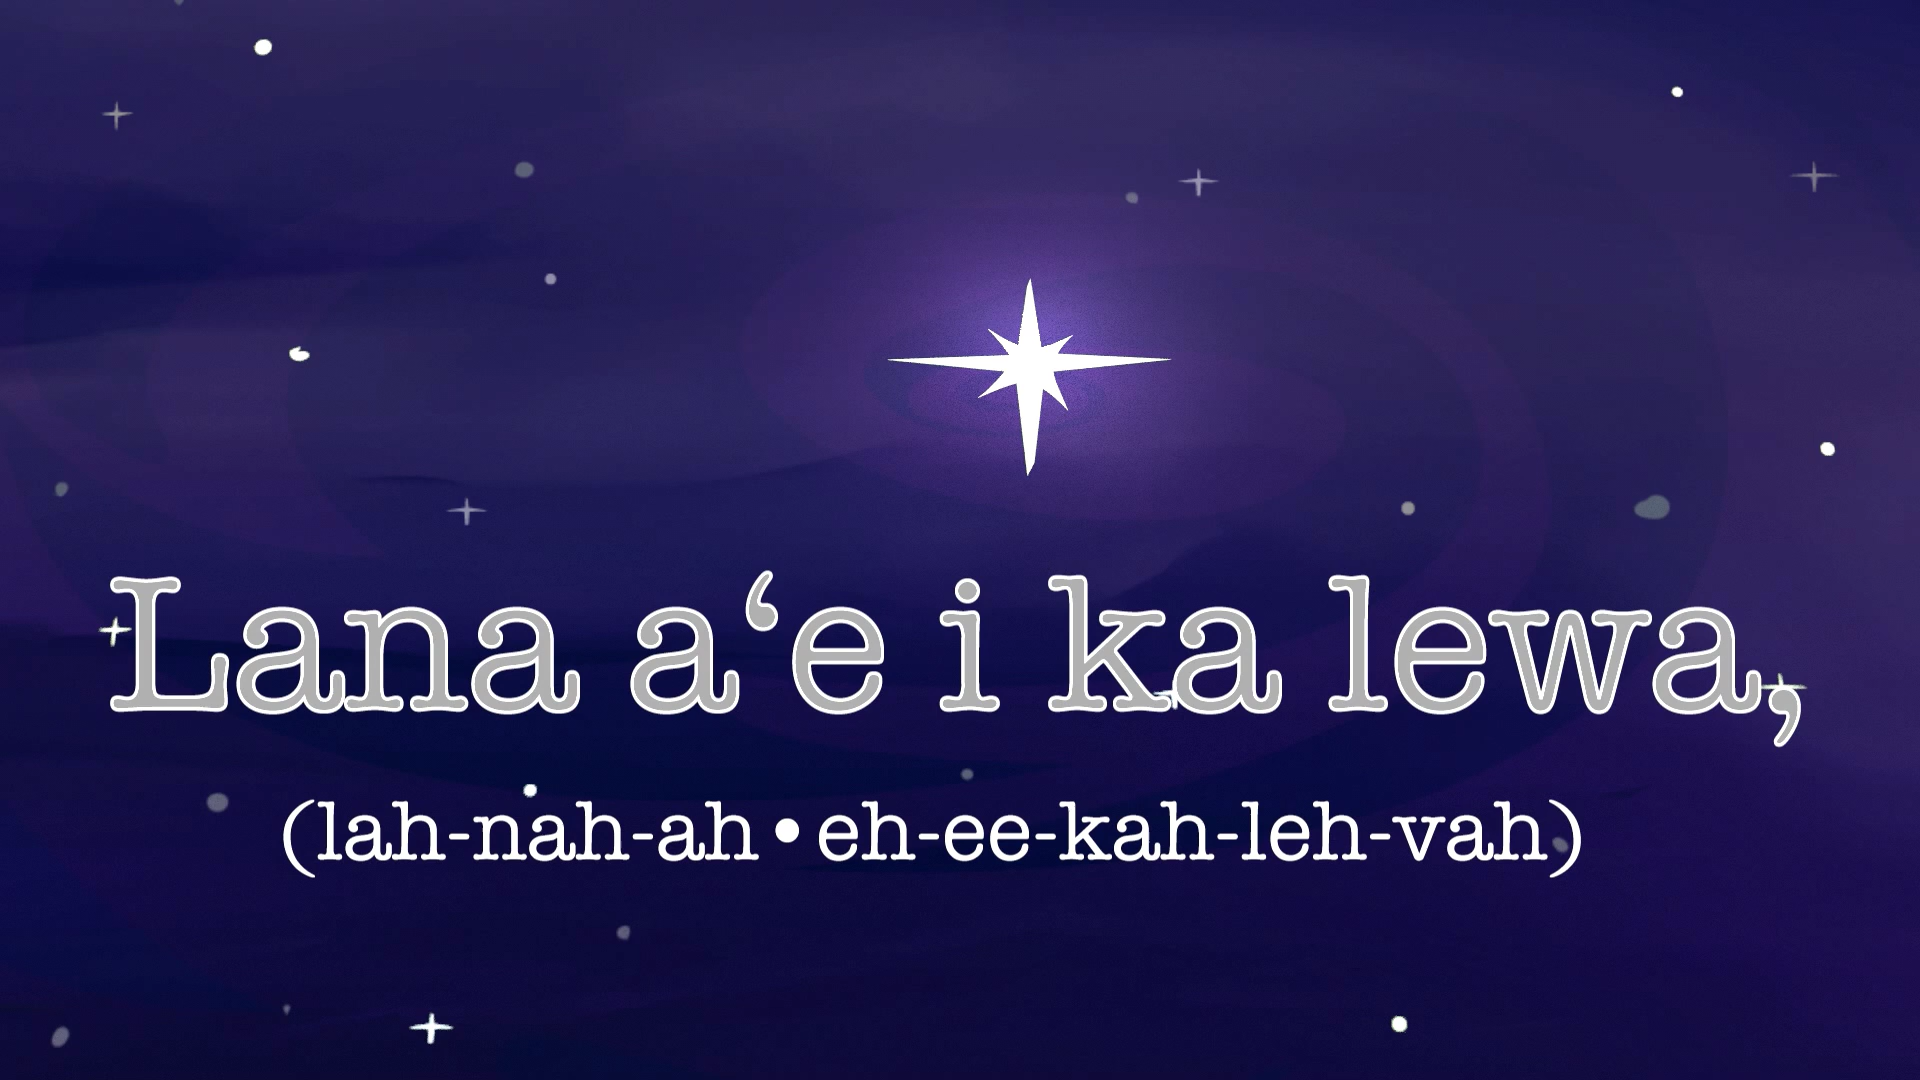 Lana a‘e i ka lewa,
(lah-nah-ah•eh-ee-kah-leh-vah)